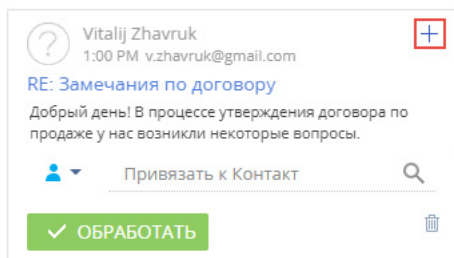 Vitalij Zhavruk
1:00 PM v.zhavruk@gmail.com
RE: Замечания по договору
Добрый день! В процессе утверждения договора по
продаже у нас возникли некоторые вопросы.
Привязать к Контакт
ОБРАБОТАТЬ